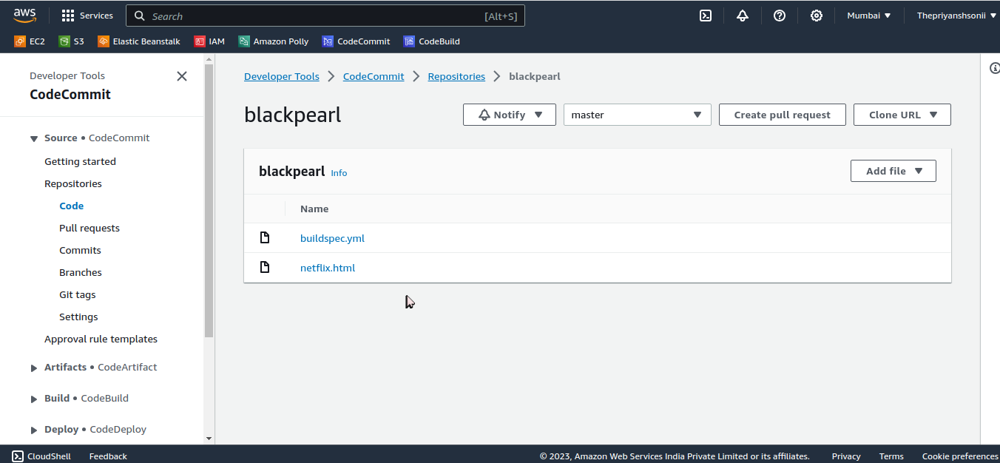 aws Services Search [Alt+S] Mumbai Thepriyanshsonii
EC2 S3 Elastic Beanstalk IAM Amazon Polly CodeCommit CodeBuild
Developer Tools
CodeCommit
Source • CodeCommit
Getting started
Repositories
Code
Pull requests
Commits
Branches
Git tags
Settings
Approval rule templates
Artifacts • CodeArtifact
Build • CodeBuild
Deploy • CodeDeploy
Developer Tools CodeCommit Repositories blackpearl
blackpearl Notify master Create pull request Clone URL
blackpearl Info Add file
Name
buildspec.yml
netflix.html
CloudShell Feedback © 2023, Amazon Web Services India Private Limited or its affiliates. Privacy Terms Cookie preferences